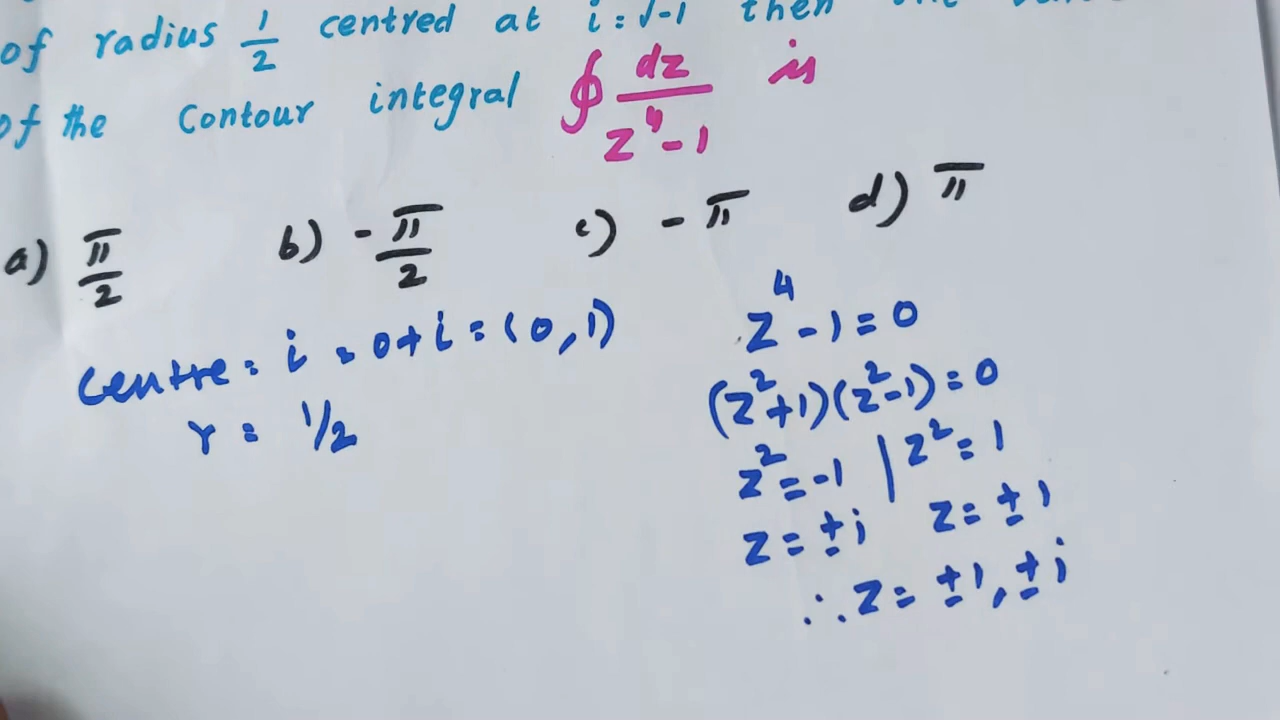 of radius 1/2 centred at i = √-1 then
of the Contour integral ∮ dz/(z⁴-1) is
a) π/2 b) -π/2 c) -π d) π
Centre = i = 0+i = (0,1)
r = 1/2
z⁴-1=0
(z²+1)(z²-1)=0
z²=-1 | z²=1
z=±i z=±1
∴ z = ±1, ±i